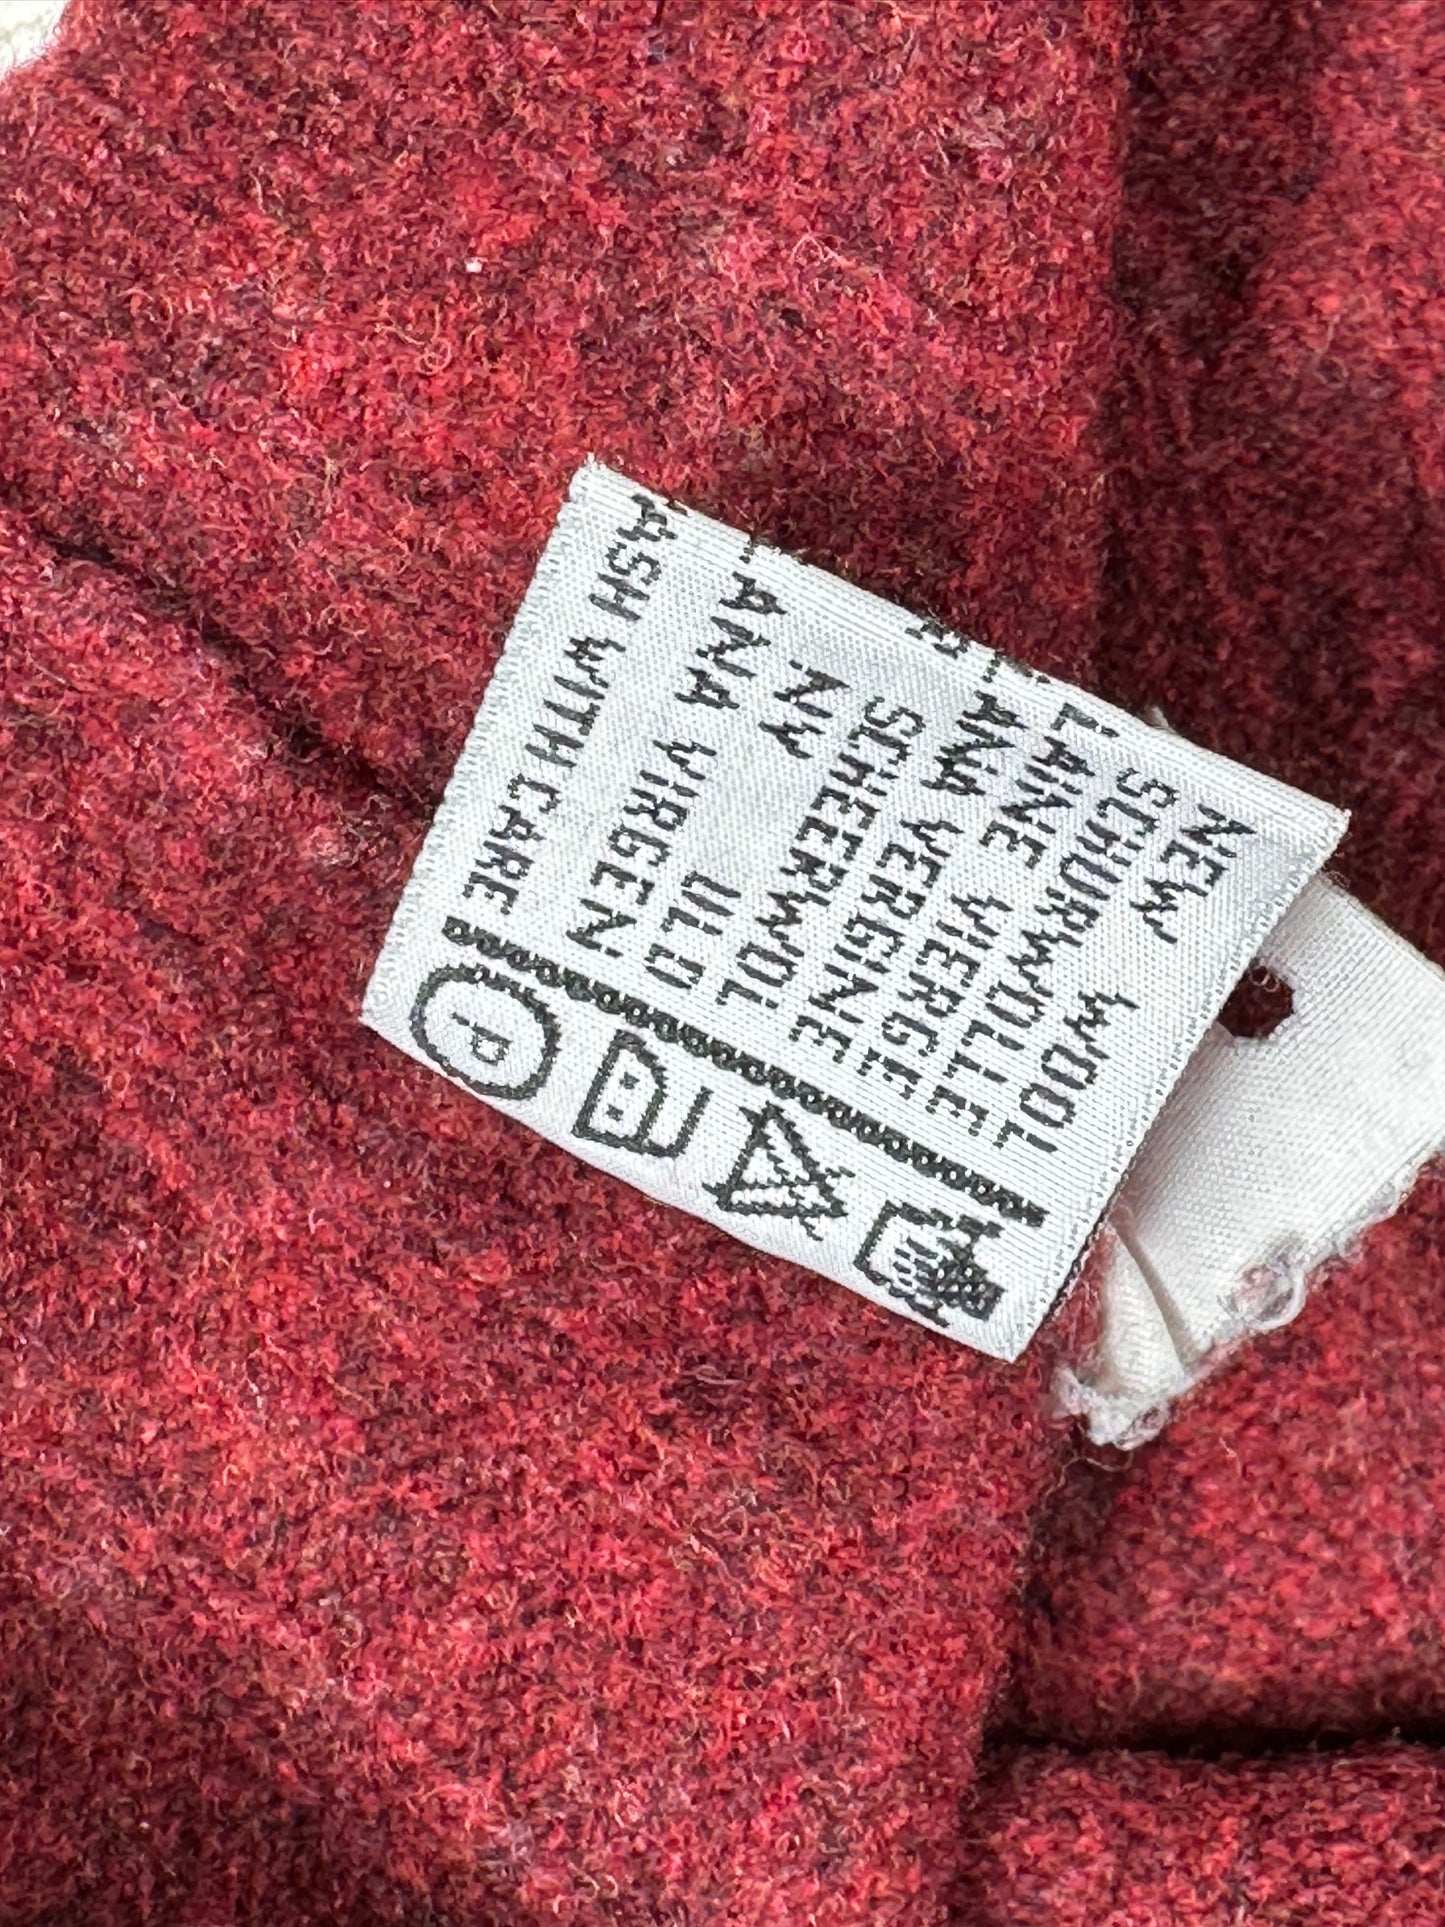 NEW WOOL
SCHURWOLLE
LAINE VIERGE
LANA VERGINE
SCHEERWOL
NY ULD
LANA VIRGEN
WASH WITH CARE
P